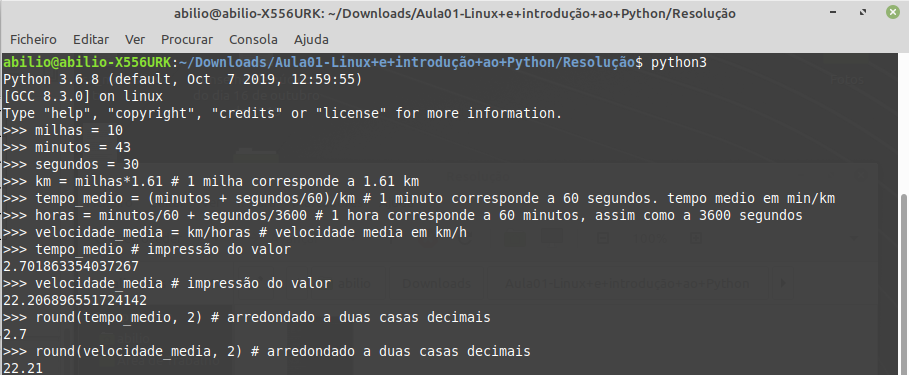 abilio@abilio-X556URK: ~/Downloads/Aula01-Linux+e+introdução+ao+Python/Resolução
Ficheiro Editar Ver Procurar Consola Ajuda
abilio@abilio-X556URK:~/Downloads/Aula01-Linux+e+introdução+ao+Python/Resolução$ python3
Python 3.6.8 (default, Oct  7 2019, 12:59:55)
[GCC 8.3.0] on linux
Type "help", "copyright", "credits" or "license" for more information.
>>> milhas = 10
>>> minutos = 43
>>> segundos = 30
>>> km = milhas*1.61 # 1 milha corresponde a 1.61 km
>>> tempo_medio = (minutos + segundos/60)/km # 1 minuto corresponde a 60 segundos. tempo medio em min/km
>>> horas = minutos/60 + segundos/3600 # 1 hora corresponde a 60 minutos, assim como a 3600 segundos
>>> velocidade_media = km/horas # velocidade media em km/h
>>> tempo_medio # impressão do valor
2.701863354037267
>>> velocidade_media # impressão do valor
22.206896551724142
>>> round(tempo_medio, 2) # arredondado a duas casas decimais
2.7
>>> round(velocidade_media, 2) # arredondado a duas casas decimais
22.21